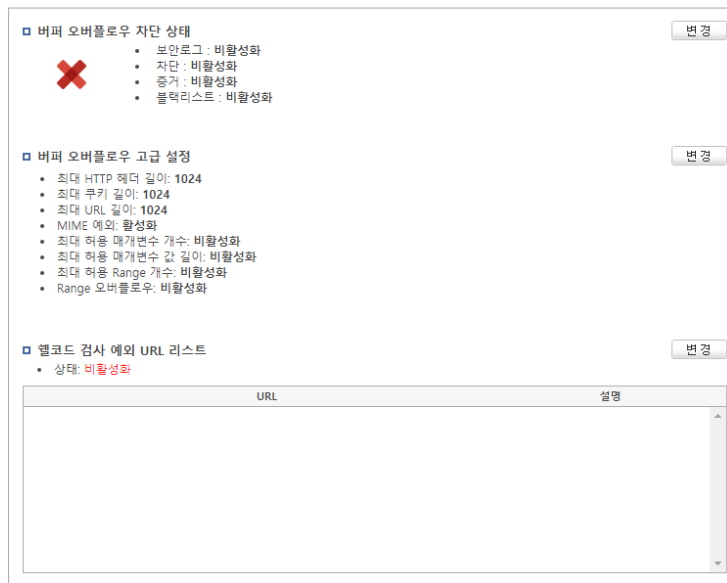 버퍼 오버플로우 차단 상태
변경
보안로그 : 비활성화
차단 : 비활성화
증거 : 비활성화
블랙리스트 : 비활성화
버퍼 오버플로우 고급 설정
변경
최대 HTTP 헤더 길이: 1024
최대 쿠키 길이: 1024
최대 URL 길이: 1024
MIME 예외: 활성화
최대 허용 매개변수 개수: 비활성화
최대 허용 매개변수 값 길이: 비활성화
최대 허용 Range 개수: 비활성화
Range 오버플로우: 비활성화
쉘코드 검사 예외 URL 리스트
변경
상태: 비활성화
URL 설명